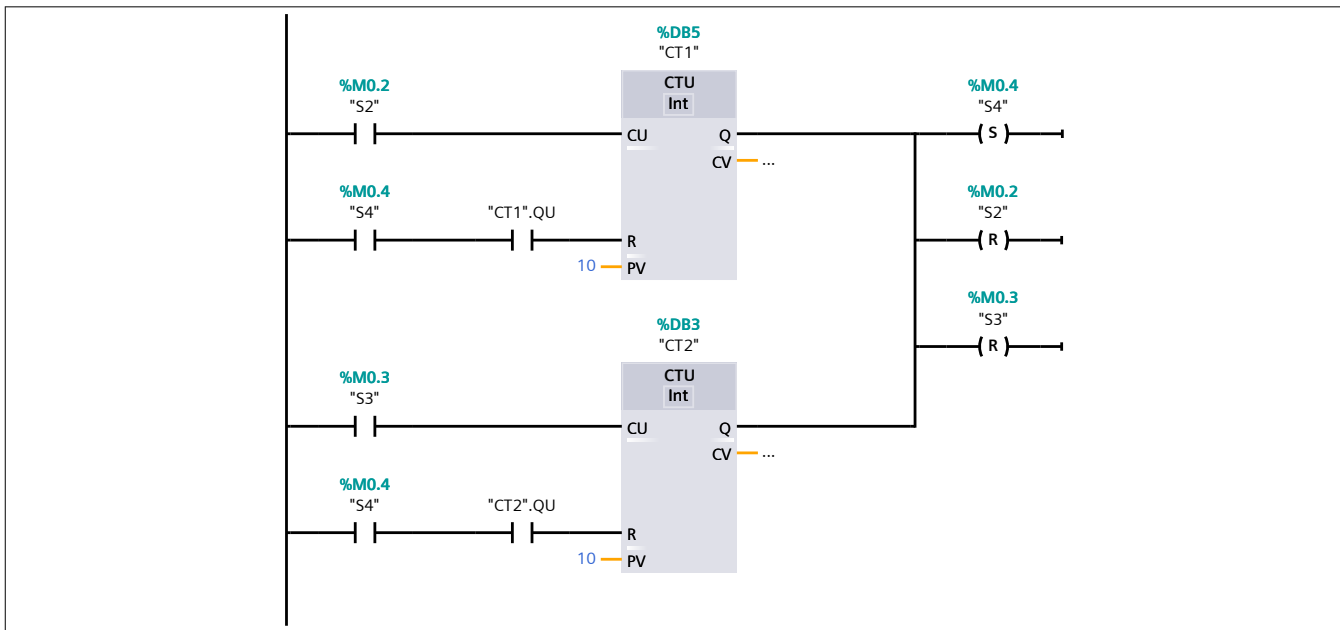 %DB5
"CT1"
%M0.2
"S2"
CTU
Int
%M0.4
"S4"
CU
Q
( S )
CV
...
%M0.4
"S4"
"CT1".QU
%M0.2
"S2"
R
( R )
10
PV
%M0.3
"S3"
%DB3
"CT2"
( R )
%M0.3
"S3"
CTU
Int
CU
Q
CV
...
%M0.4
"S4"
"CT2".QU
R
10
PV